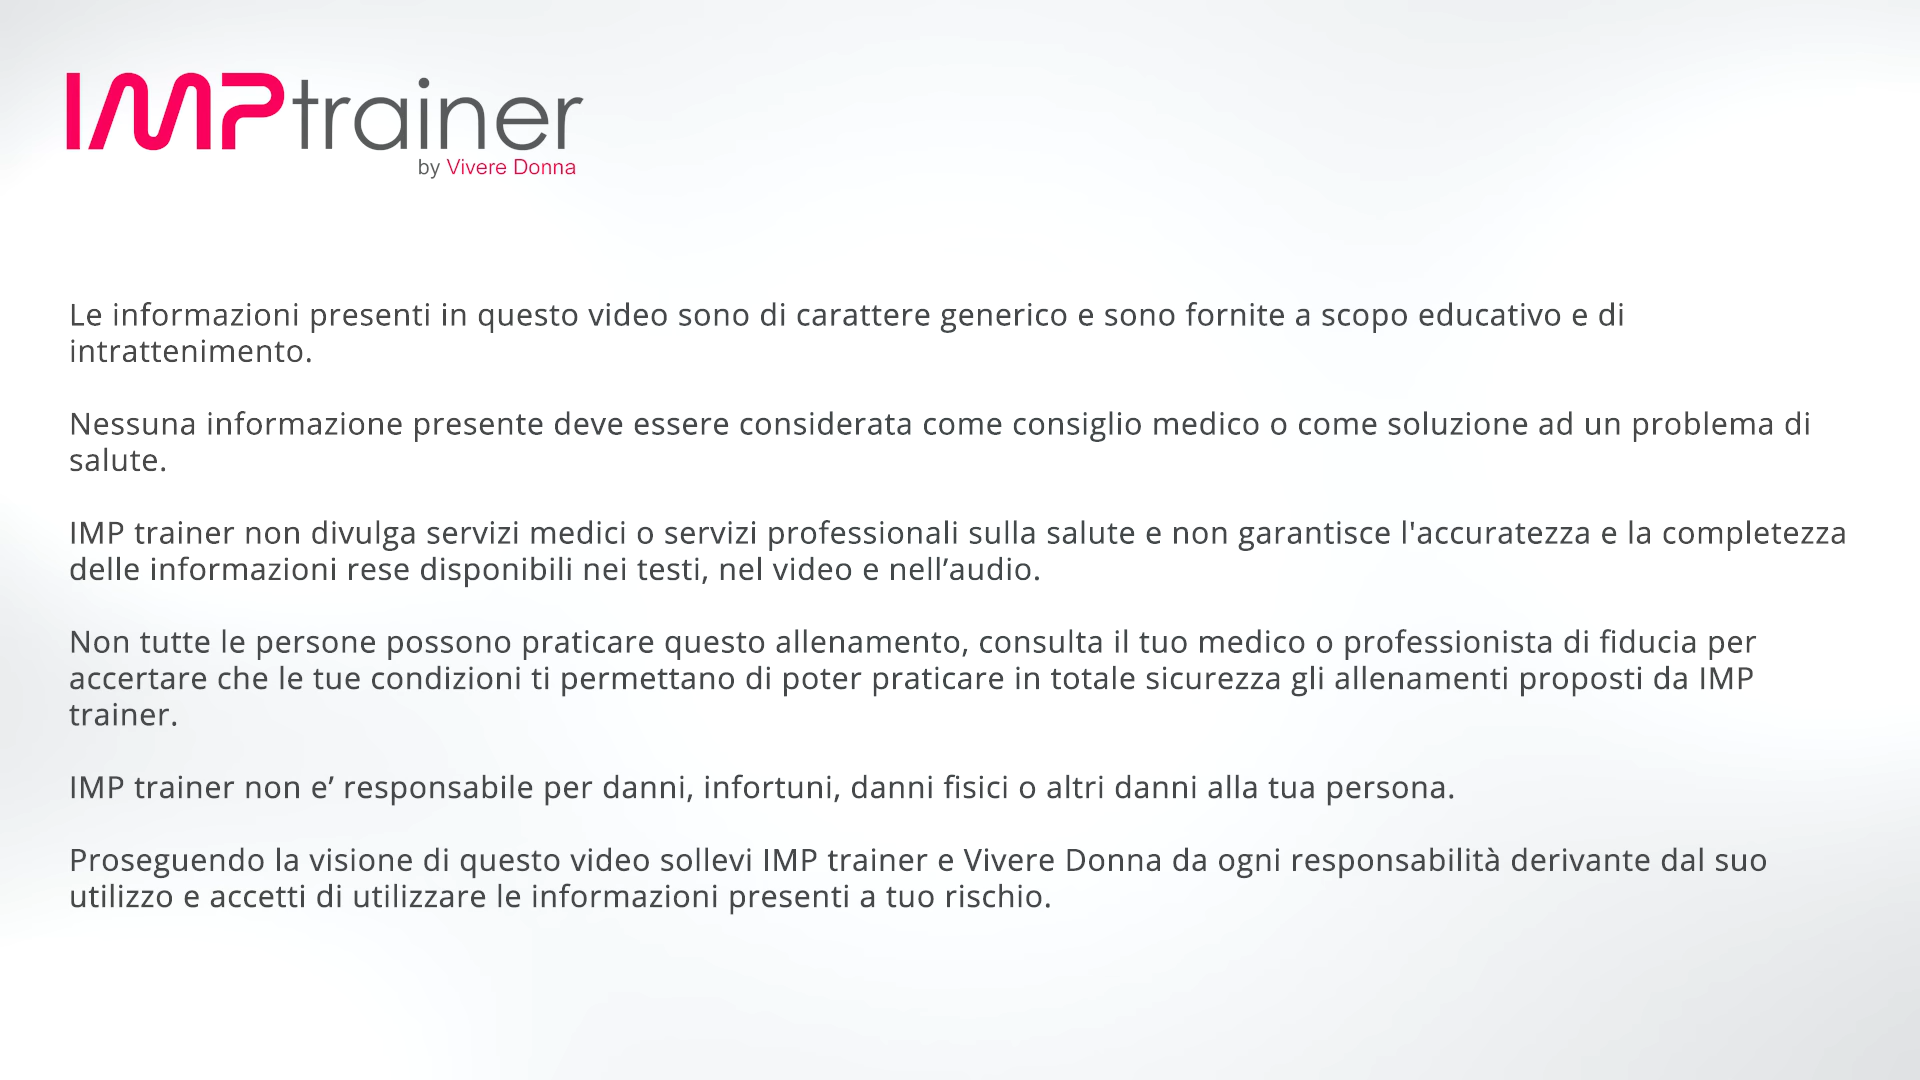 IMP trainer
by Vivere Donna
Le informazioni presenti in questo video sono di carattere generico e sono fornite a scopo educativo e di
intrattenimento.
Nessuna informazione presente deve essere considerata come consiglio medico o come soluzione ad un problema di
salute.
IMP trainer non divulga servizi medici o servizi professionali sulla salute e non garantisce l'accuratezza e la completezza
delle informazioni rese disponibili nei testi, nel video e nell’audio.
Non tutte le persone possono praticare questo allenamento, consulta il tuo medico o professionista di fiducia per
accertare che le tue condizioni ti permettano di poter praticare in totale sicurezza gli allenamenti proposti da IMP
trainer.
IMP trainer non e’ responsabile per danni, infortuni, danni fisici o altri danni alla tua persona.
Proseguendo la visione di questo video sollevi IMP trainer e Vivere Donna da ogni responsabilità derivante dal suo
utilizzo e accetti di utilizzare le informazioni presenti a tuo rischio.